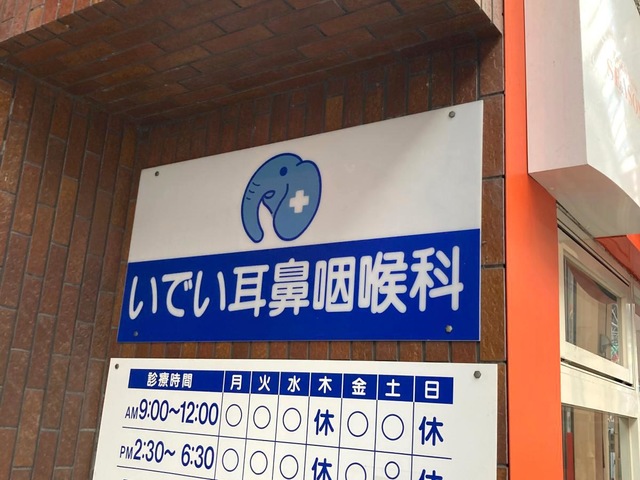 いでい耳鼻咽喉科
診療時間 月 火 水 木 金 土 日
AM 9:00～12:00 ○ ○ ○ 休 ○ ○ 休
PM 2:30～6:30 ○ ○ ○ 休 ○ ○ 休